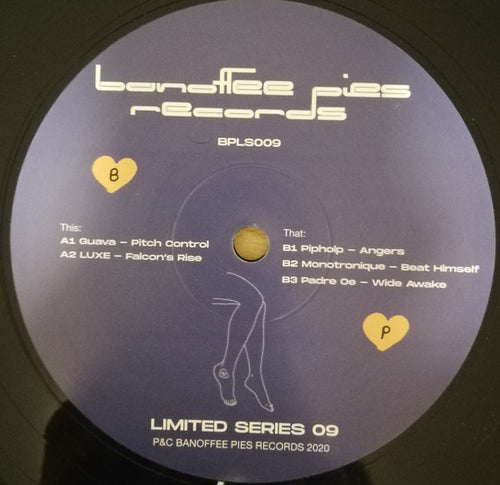 banoffee pies
records
BPLS009
B
This:
A1 Guava – Pitch Control
A2 LUXE – Falcon's Rise
That:
B1 Pipholp – Angers
B2 Monotronique – Beat Himself
B3 Padre Oe – Wide Awake
P
LIMITED SERIES 09
P&C BANOFFEE PIES RECORDS 2020